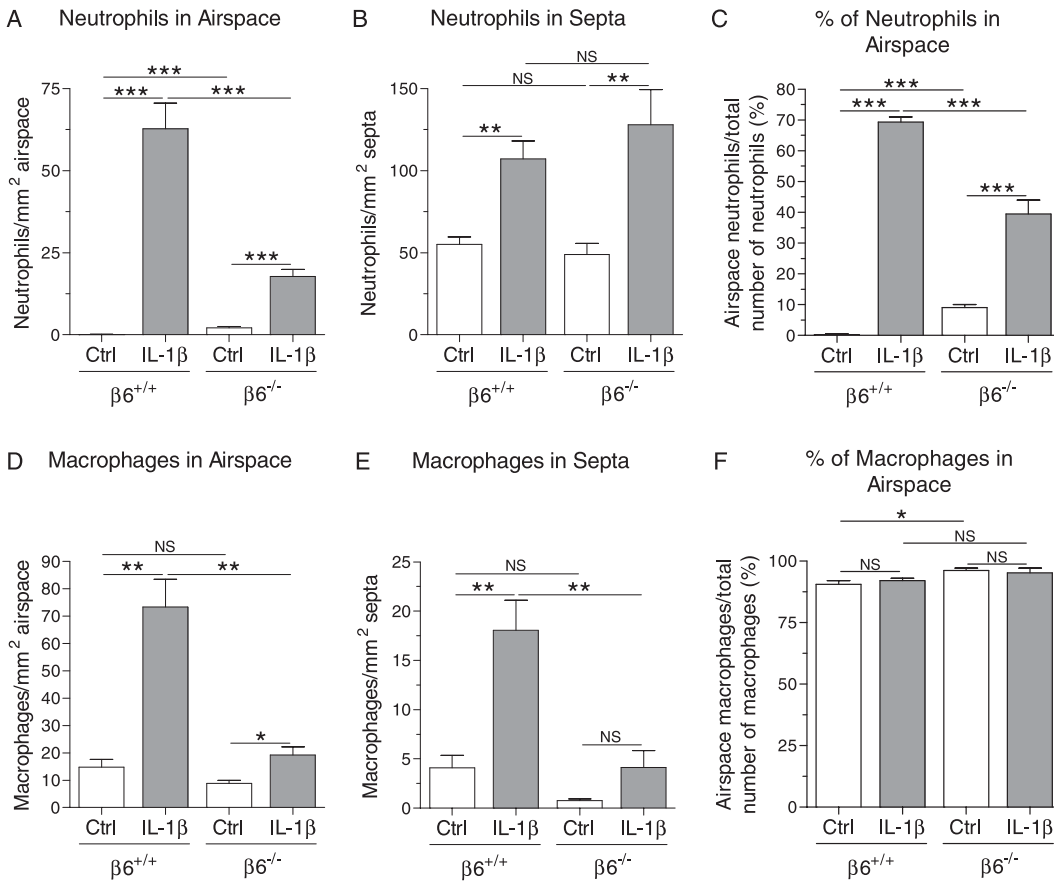 A Neutrophils in Airspace
Neutrophils/mm² airspace
75
50
25
0
***
***
***
***
Ctrl IL-1β Ctrl IL-1β
β6+/+ β6-/-
B Neutrophils in Septa
Neutrophils/mm² septa
150
100
50
0
NS
NS
**
**
Ctrl IL-1β Ctrl IL-1β
β6+/+ β6-/-
C % of Neutrophils in
Airspace
Airspace neutrophils/total
number of neutrophils (%)
80
70
60
50
40
30
20
10
0
***
***
***
***
Ctrl IL-1β Ctrl IL-1β
β6+/+ β6-/-
D Macrophages in Airspace
Macrophages/mm² airspace
90
80
70
60
50
40
30
20
10
0
NS
**
**
*
Ctrl IL-1β Ctrl IL-1β
β6+/+ β6-/-
E Macrophages in Septa
Macrophages/mm² septa
25
20
15
10
5
0
NS
**
**
NS
Ctrl IL-1β Ctrl IL-1β
β6+/+ β6-/-
F % of Macrophages in
Airspace
Airspace macrophages/total
number of macrophages (%)
100
75
50
25
0
*
NS
NS
NS
Ctrl IL-1β Ctrl IL-1β
β6+/+ β6-/-